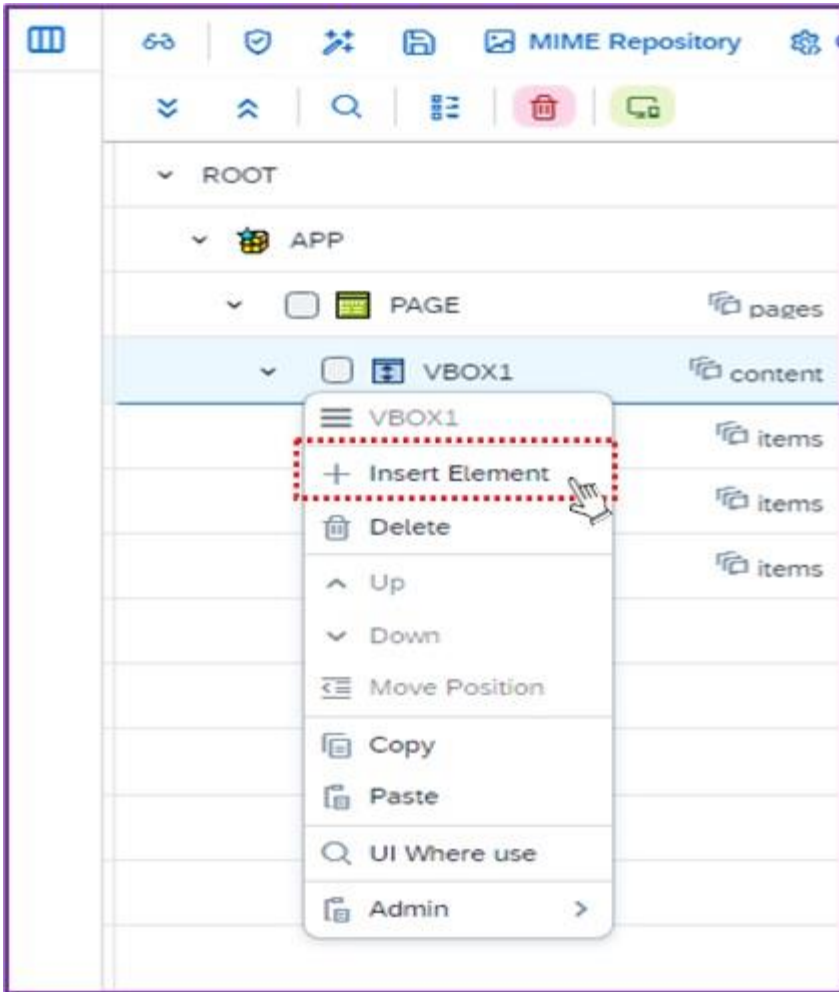 MIME Repository
ROOT
APP
PAGE pages
VBOX1 content
VBOX1 items
Insert Element
items
Delete
items
Up
Down
Move Position
Copy
Paste
UI Where use
Admin